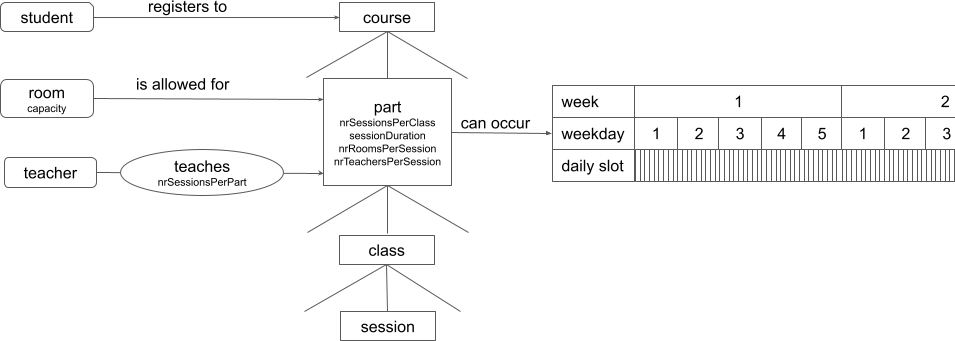 student
registers to
course
room
capacity
is allowed for
part
nrSessionsPerClass
sessionDuration
nrRoomsPerSession
nrTeachersPerSession
teacher
teaches
nrSessionsPerPart
can occur
week 1 2
weekday 1 2 3 4 5 1 2 3
daily slot
class
session